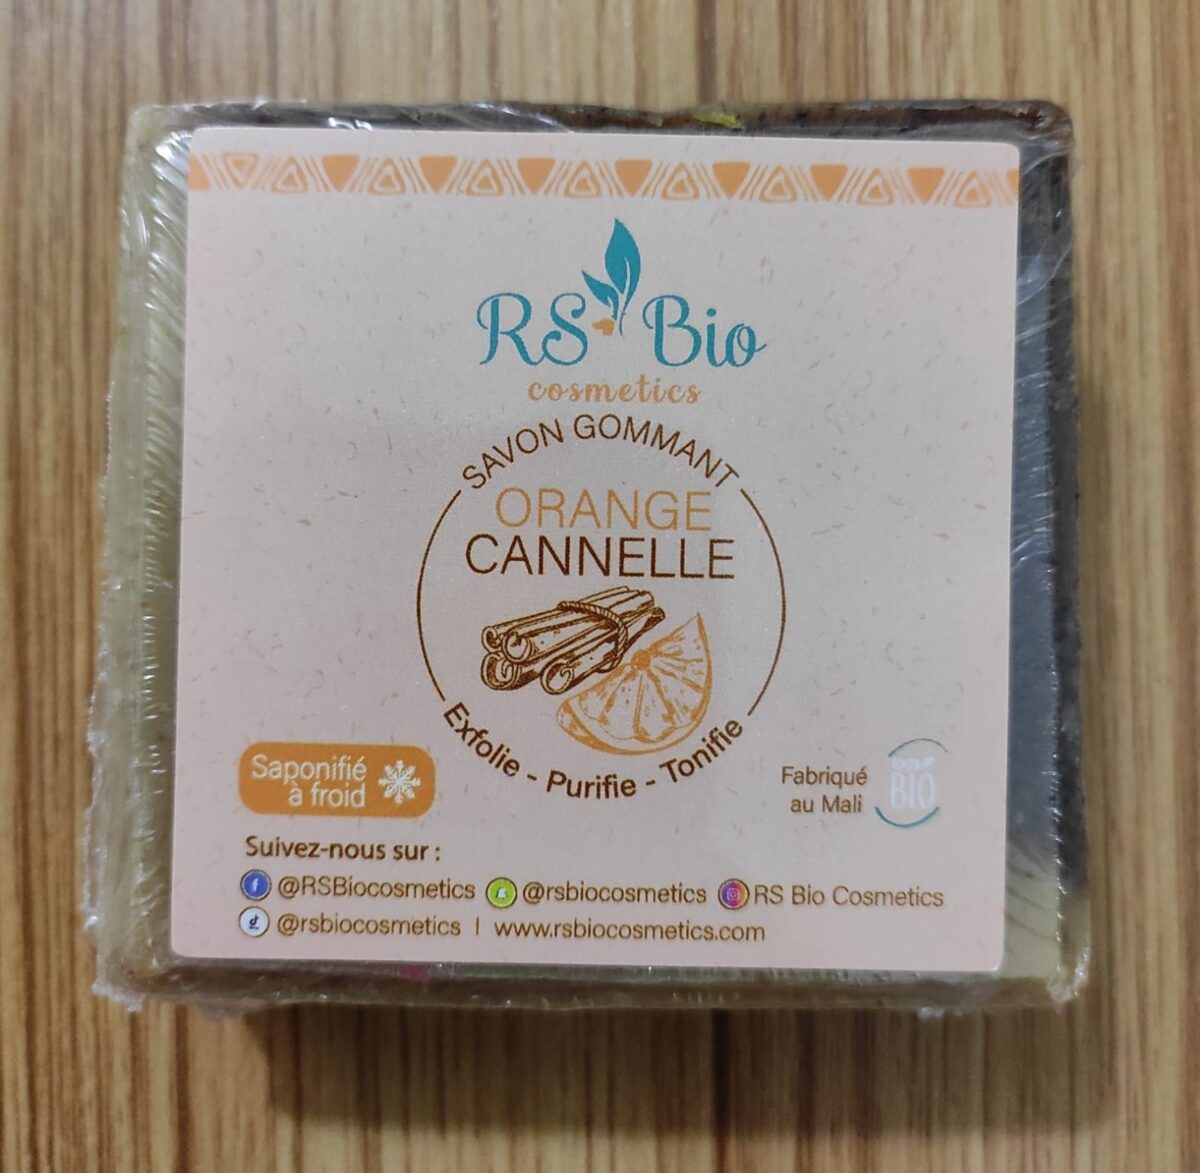 RS Bio
cosmetics
SAVON GOMMANT
ORANGE
CANNELLE
Exfolie - Purifie - Tonifie
Saponifié
à froid
Fabriqué
au Mali
BIO
Suivez-nous sur :
@RSBiocosmetics @rsbiocosmetics RS Bio Cosmetics
@rsbiocosmetics | www.rsbiocosmetics.com